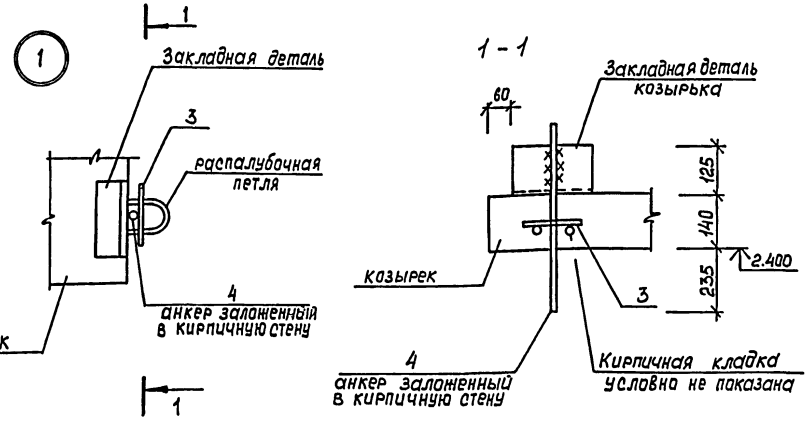 1
1
Закладная деталь
3
распалубочная
петля
4
анкер заложенный
в кирпичную стену
К
1
1-1
Закладная деталь
козырька
60
125
140
235
2.400
козырек
3
4
анкер заложенный
в кирпичную стену
Кирпичная кладка
условно не показана